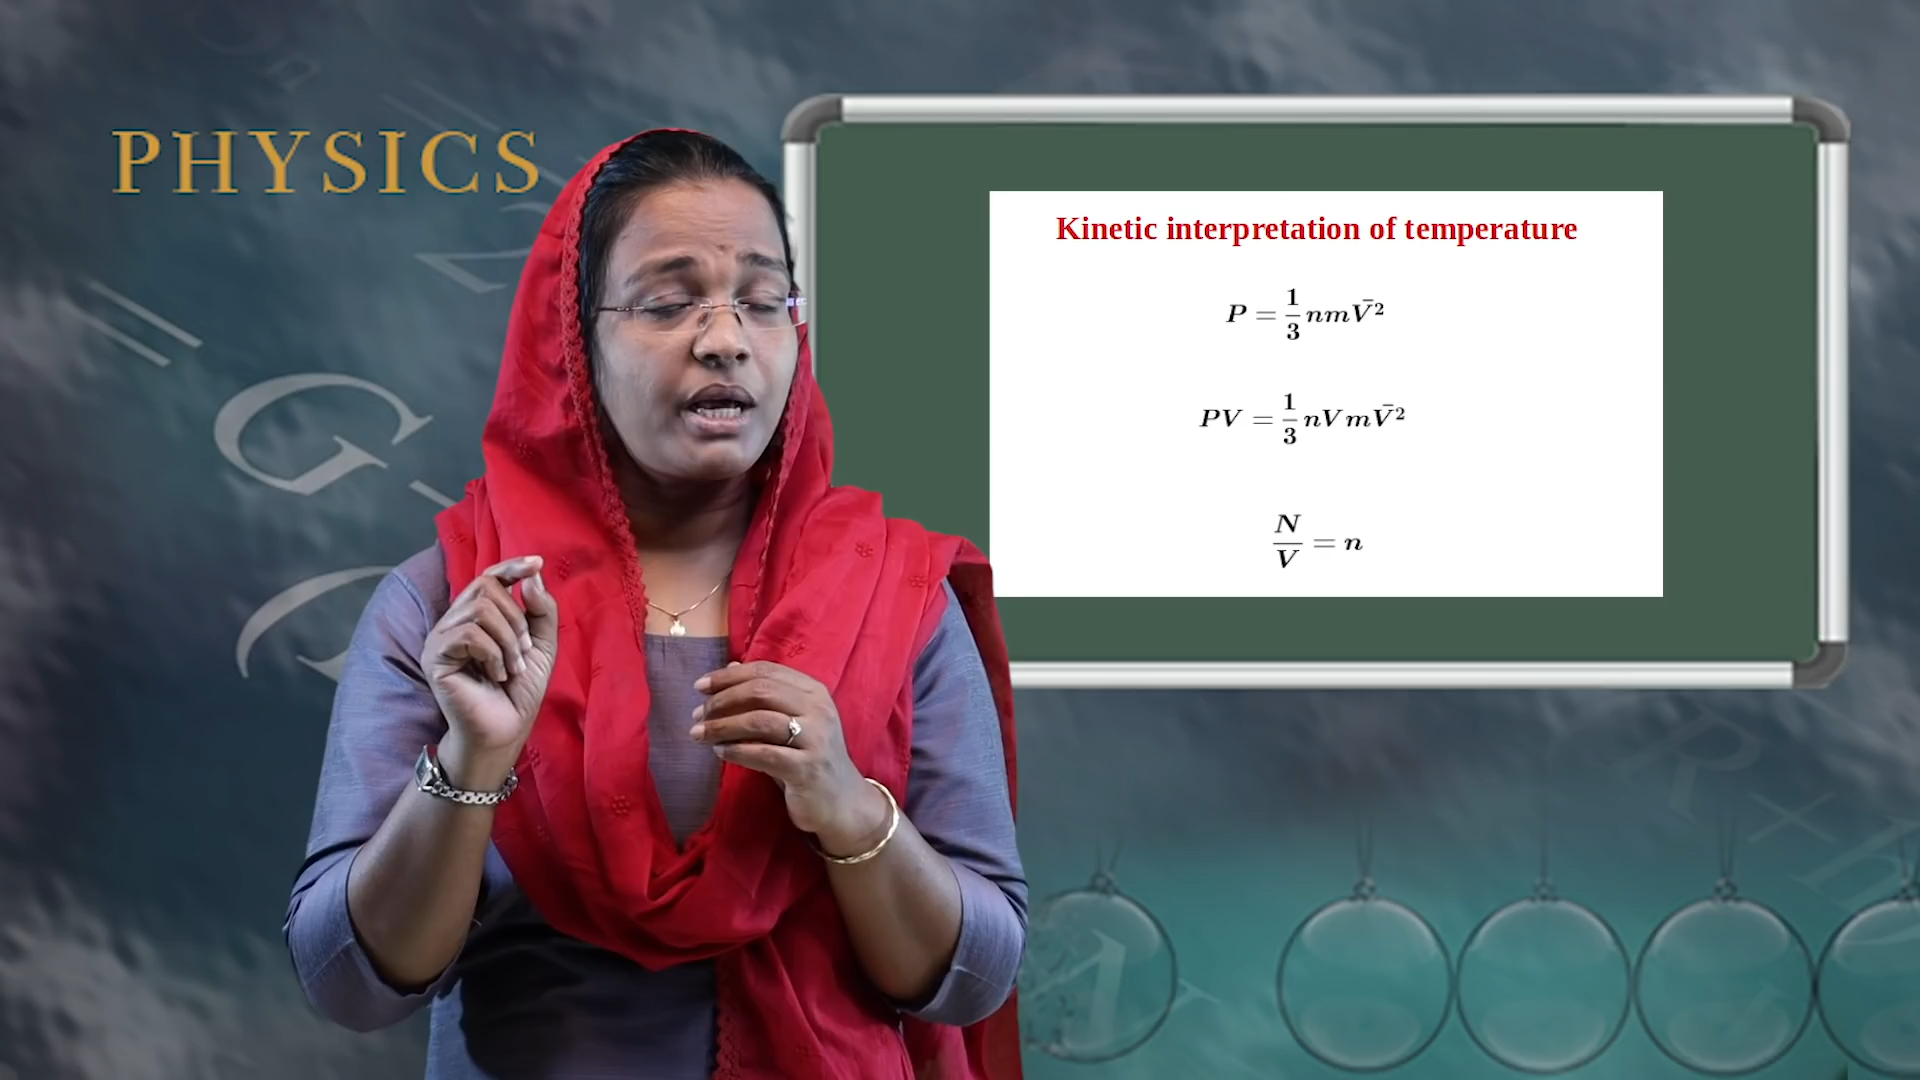 PHYSICS
Kinetic interpretation of temperature
P = 1/3 nmV̄²
PV = 1/3 nVmV̄²
N/V = n